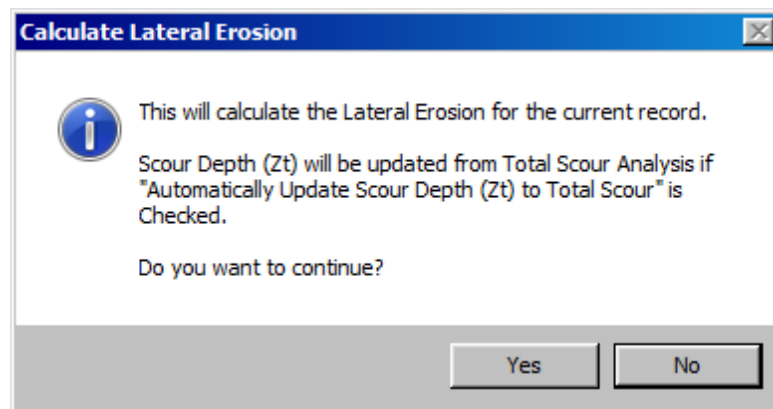 Calculate Lateral Erosion
This will calculate the Lateral Erosion for the current record.
Scour Depth (Zt) will be updated from Total Scour Analysis if
"Automatically Update Scour Depth (Zt) to Total Scour" is
Checked.
Do you want to continue?
Yes
No